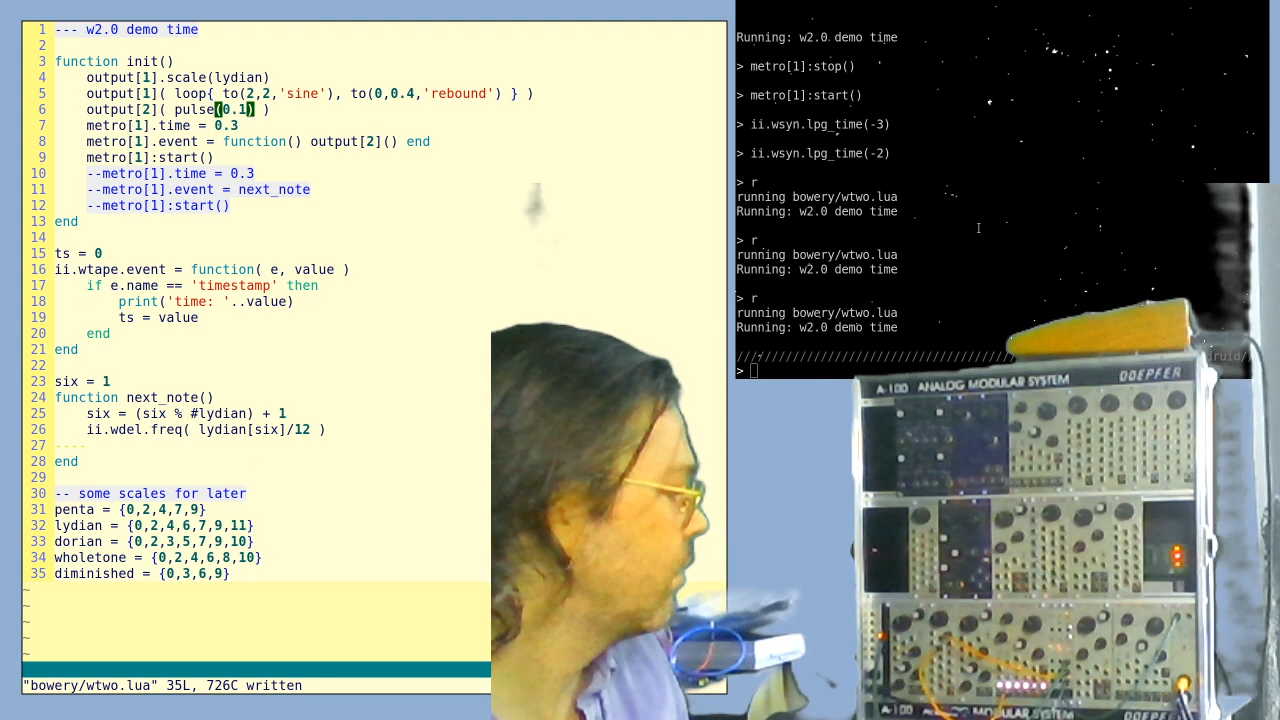 1 --- w2.0 demo time
2
3 function init()
4     output[1].scale(lydian)
5     output[1]( loop{ to(2,2,'sine'), to(0,0.4,'rebound') } )
6     output[2]( pulse(0.1) )
7     metro[1].time = 0.3
8     metro[1].event = function() output[2]() end
9     metro[1]:start()
10     --metro[1].time = 0.3
11     --metro[1].event = next_note
12     --metro[1]:start()
13 end
14
15 ts = 0
16 ii.wtape.event = function( e, value )
17     if e.name == 'timestamp' then
18         print('time: '..value)
19         ts = value
20     end
21 end
22
23 six = 1
24 function next_note()
25     six = (six % #lydian) + 1
26     ii.wdel.freq( lydian[six]/12 )
27 ----
28 end
29
30 -- some scales for later
31 penta = {0,2,4,7,9}
32 lydian = {0,2,4,6,7,9,11}
33 dorian = {0,2,3,5,7,9,10}
34 wholetone = {0,2,4,6,8,10}
35 diminished = {0,3,6,9}
~
~
~
~
~
"bowery/wtwo.lua" 35L, 726C written
Running: w2.0 demo time
> metro[1]:stop()
> metro[1]:start()
> ii.wsyn.lpg_time(-3)
> ii.wsyn.lpg_time(-2)
> r
running bowery/wtwo.lua
Running: w2.0 demo time
> r
running bowery/wtwo.lua
Running: w2.0 demo time
> r
running bowery/wtwo.lua
Running: w2.0 demo time
//////////////////////////////////////// druid//
>
A-100 ANALOG MODULAR SYSTEM DOEPFER
A-100 ANALOG MODULAR SYSTEM DOEPFER